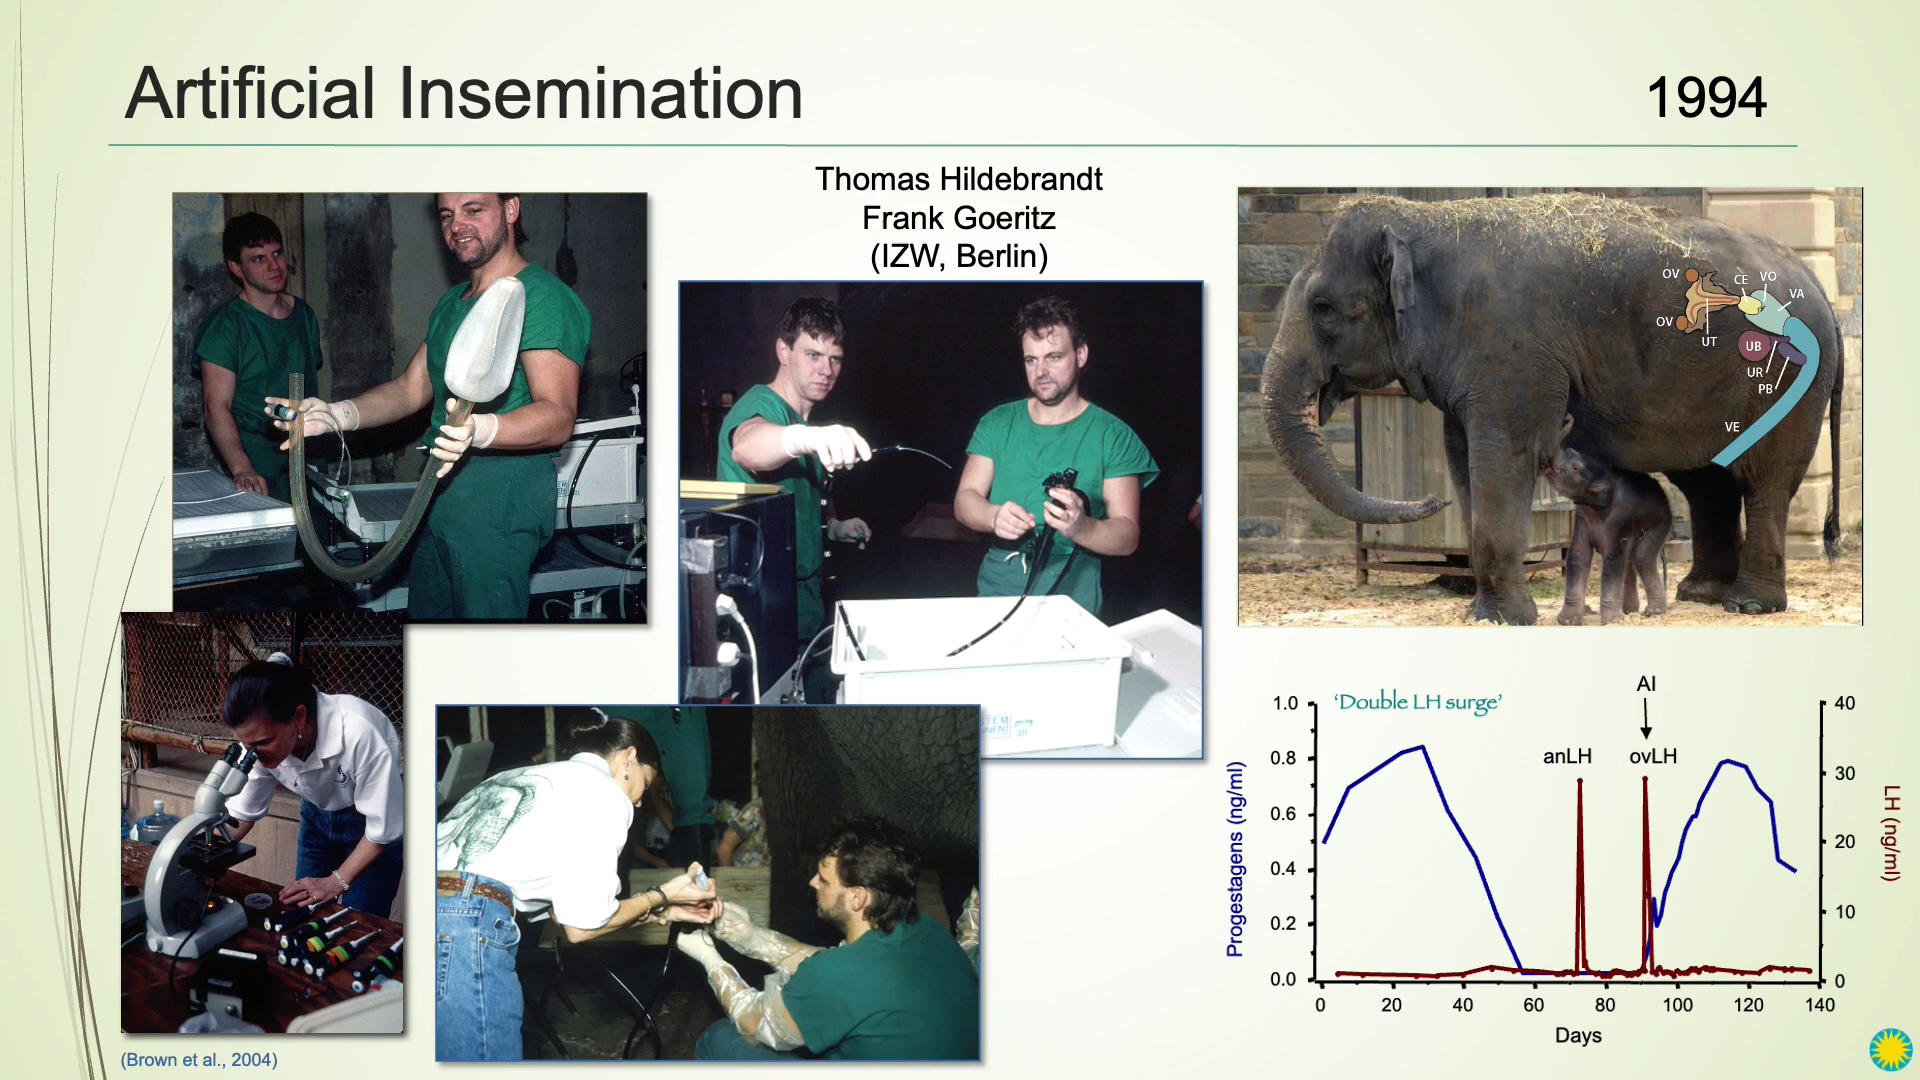 Artificial Insemination
1994
Thomas Hildebrandt
Frank Goeritz
(IZW, Berlin)
OV
CE
VO
VA
OV
UT
UB
UR
PB
VE
'Double LH surge'
AI
anLH
ovLH
Progestagens (ng/ml)
1.0
0.8
0.6
0.4
0.2
0.0
40
30
20
10
0
LH (ng/ml)
0 20 40 60 80 100 120 140
Days
(Brown et al., 2004)